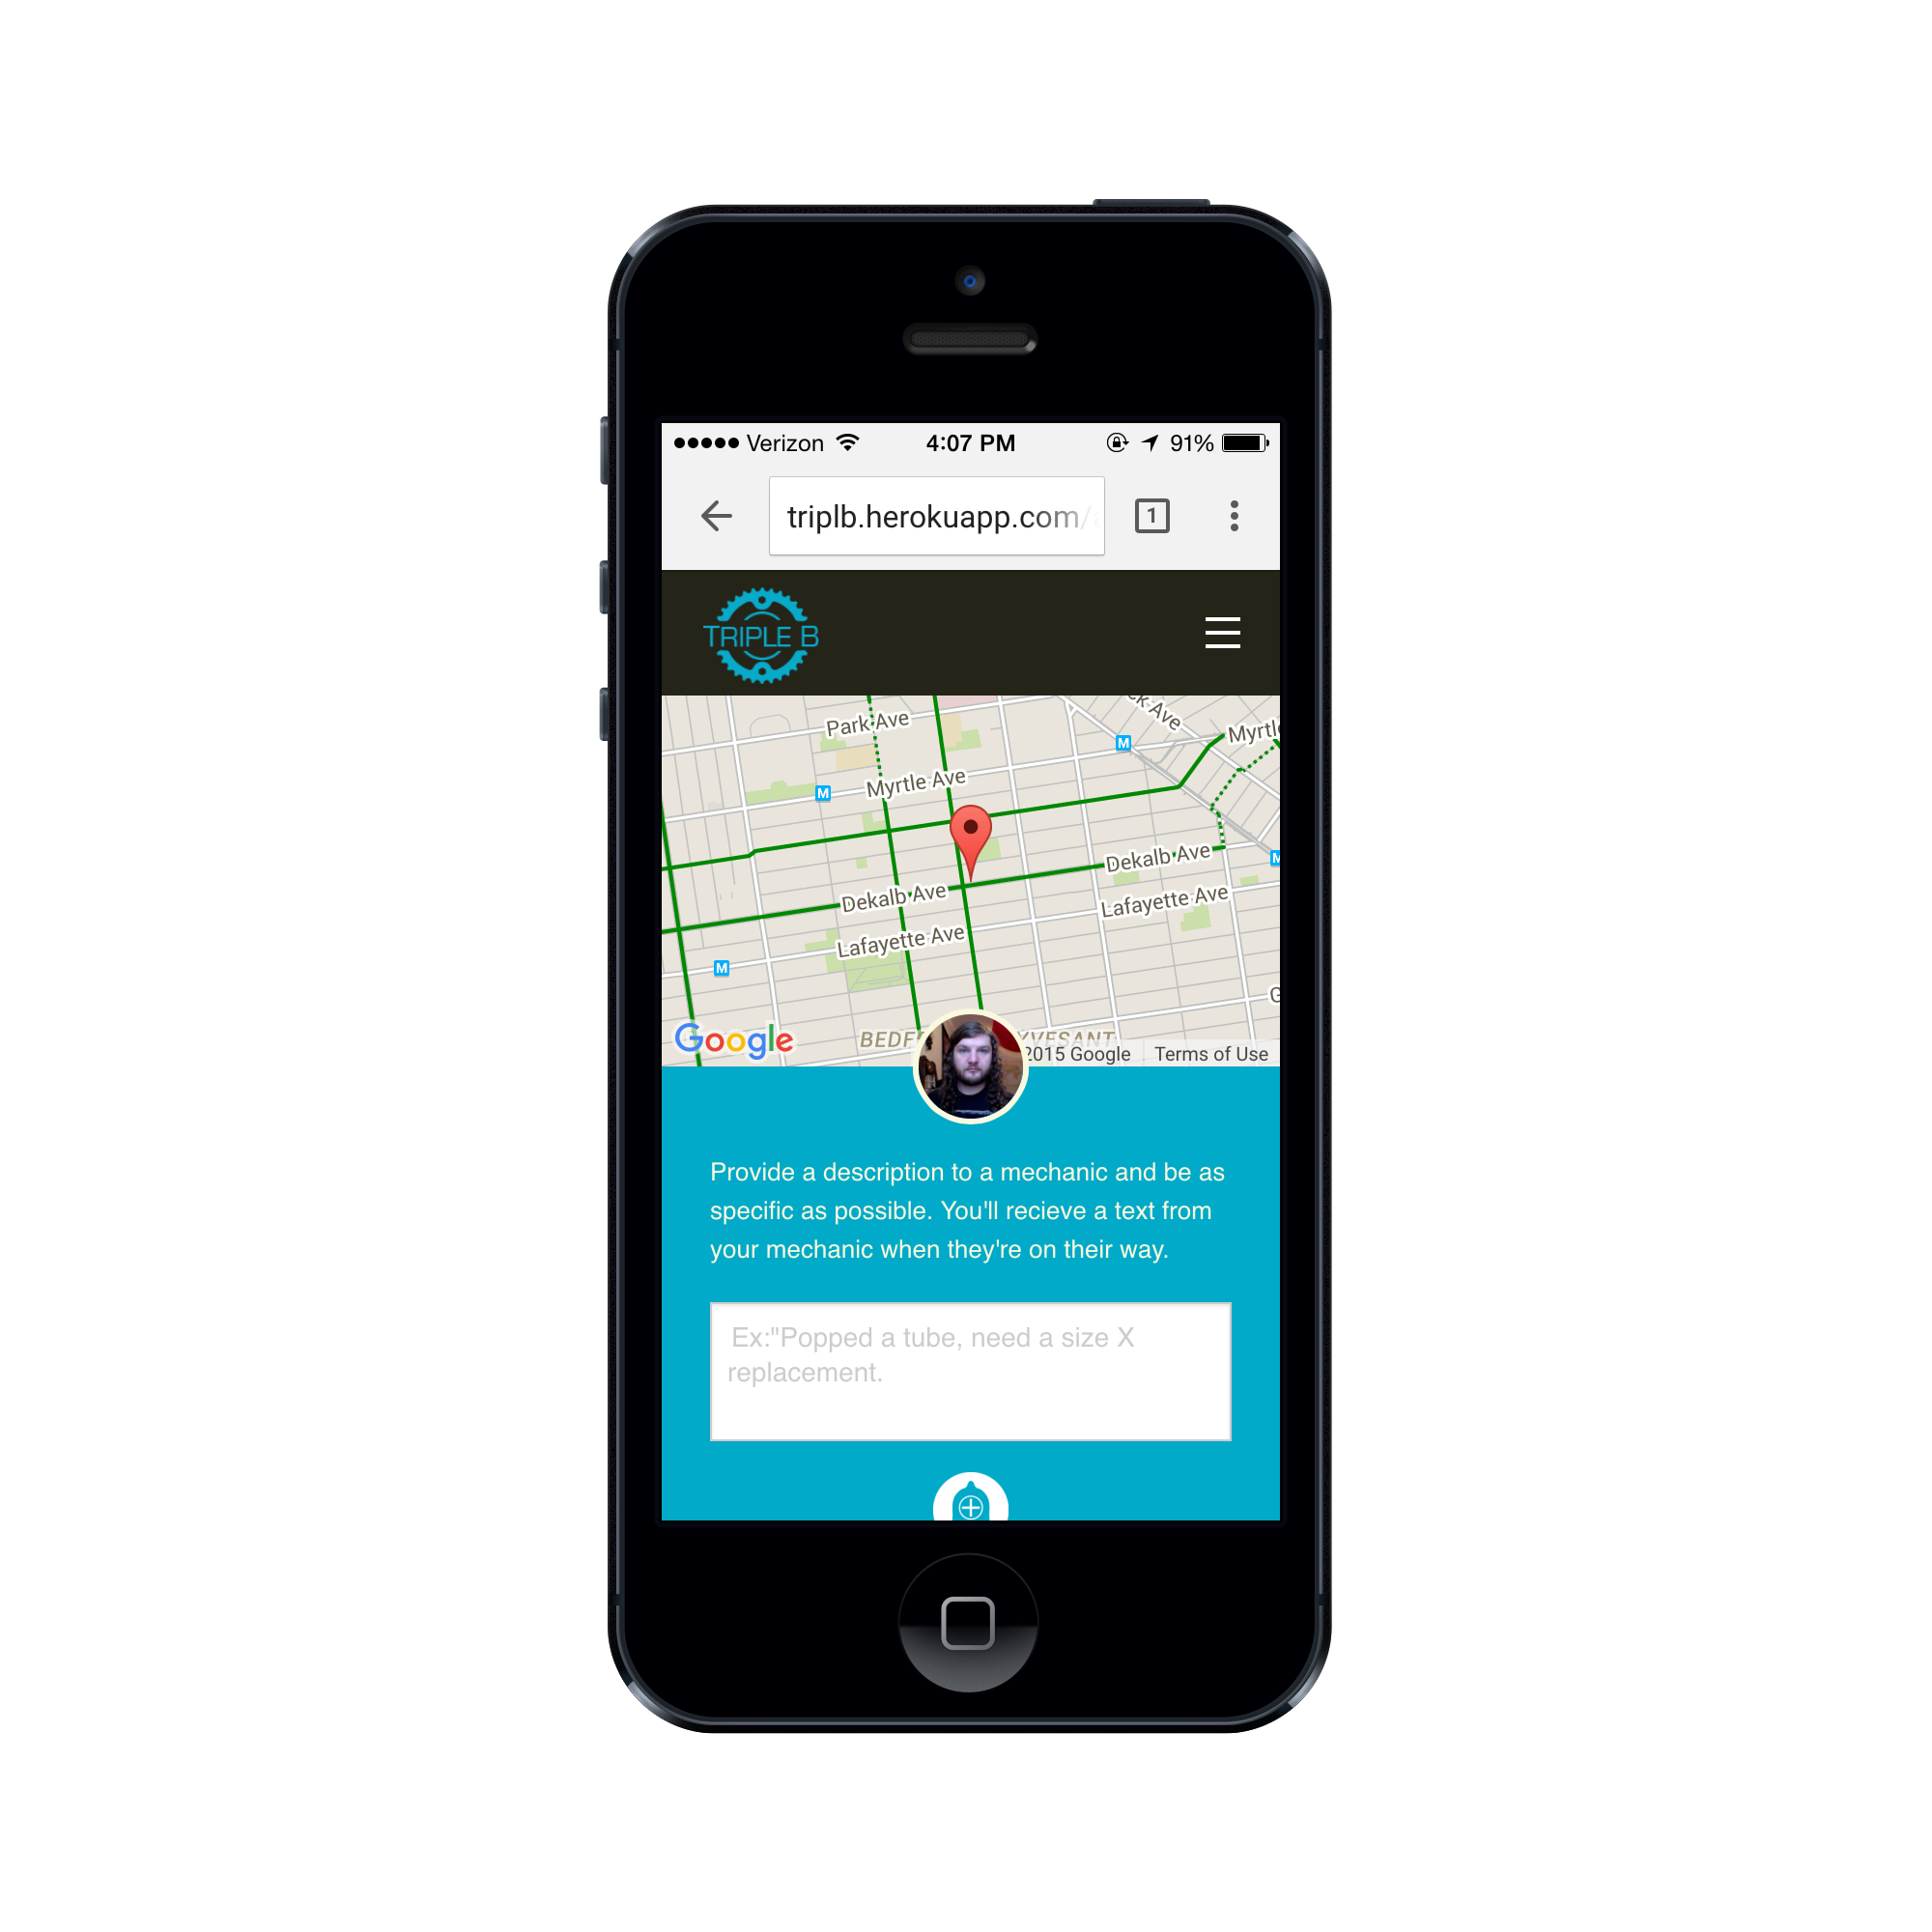 Verizon 4:07 PM 91%
triplb.herokuapp.com/
1
TRIPLE B
Park Ave
Myrtle Ave
M
M
Dekalb Ave
Dekalb Ave
Lafayette Ave
Lafayette Ave
M
Google
2015 Google Terms of Use
Provide a description to a mechanic and be as
specific as possible. You'll recieve a text from
your mechanic when they're on their way.
Ex:"Popped a tube, need a size X
replacement.